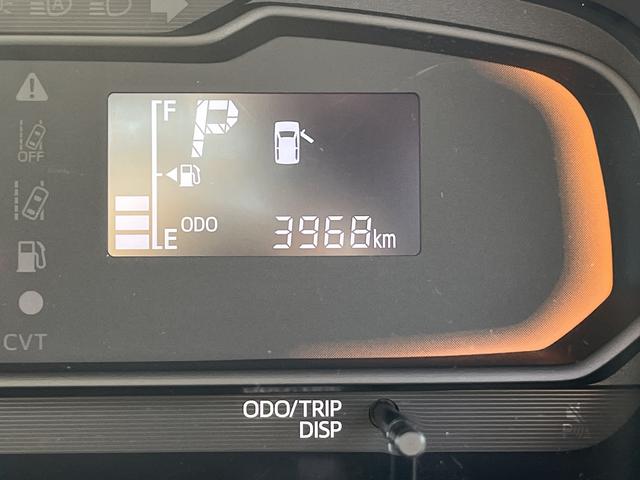 F
P
ODO 3968km
E
OFF
CVT
ODO/TRIP
DISP